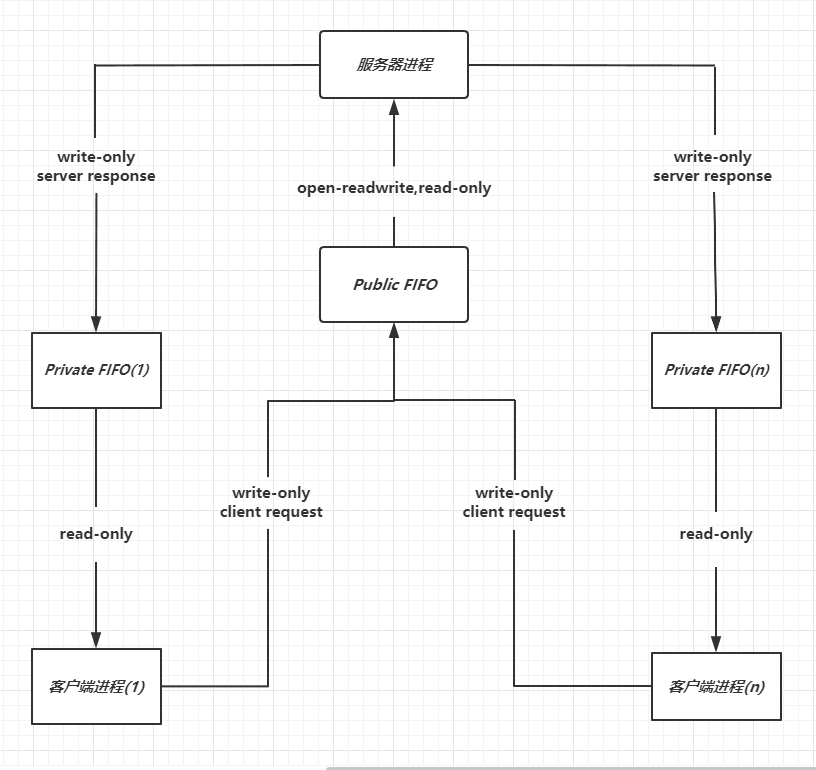 服务器进程
write-only
server response
write-only
server response
open-readwrite,read-only
Public FIFO
Private FIFO(1)
Private FIFO(n)
write-only
client request
write-only
client request
read-only
read-only
客户端进程(1)
客户端进程(n)